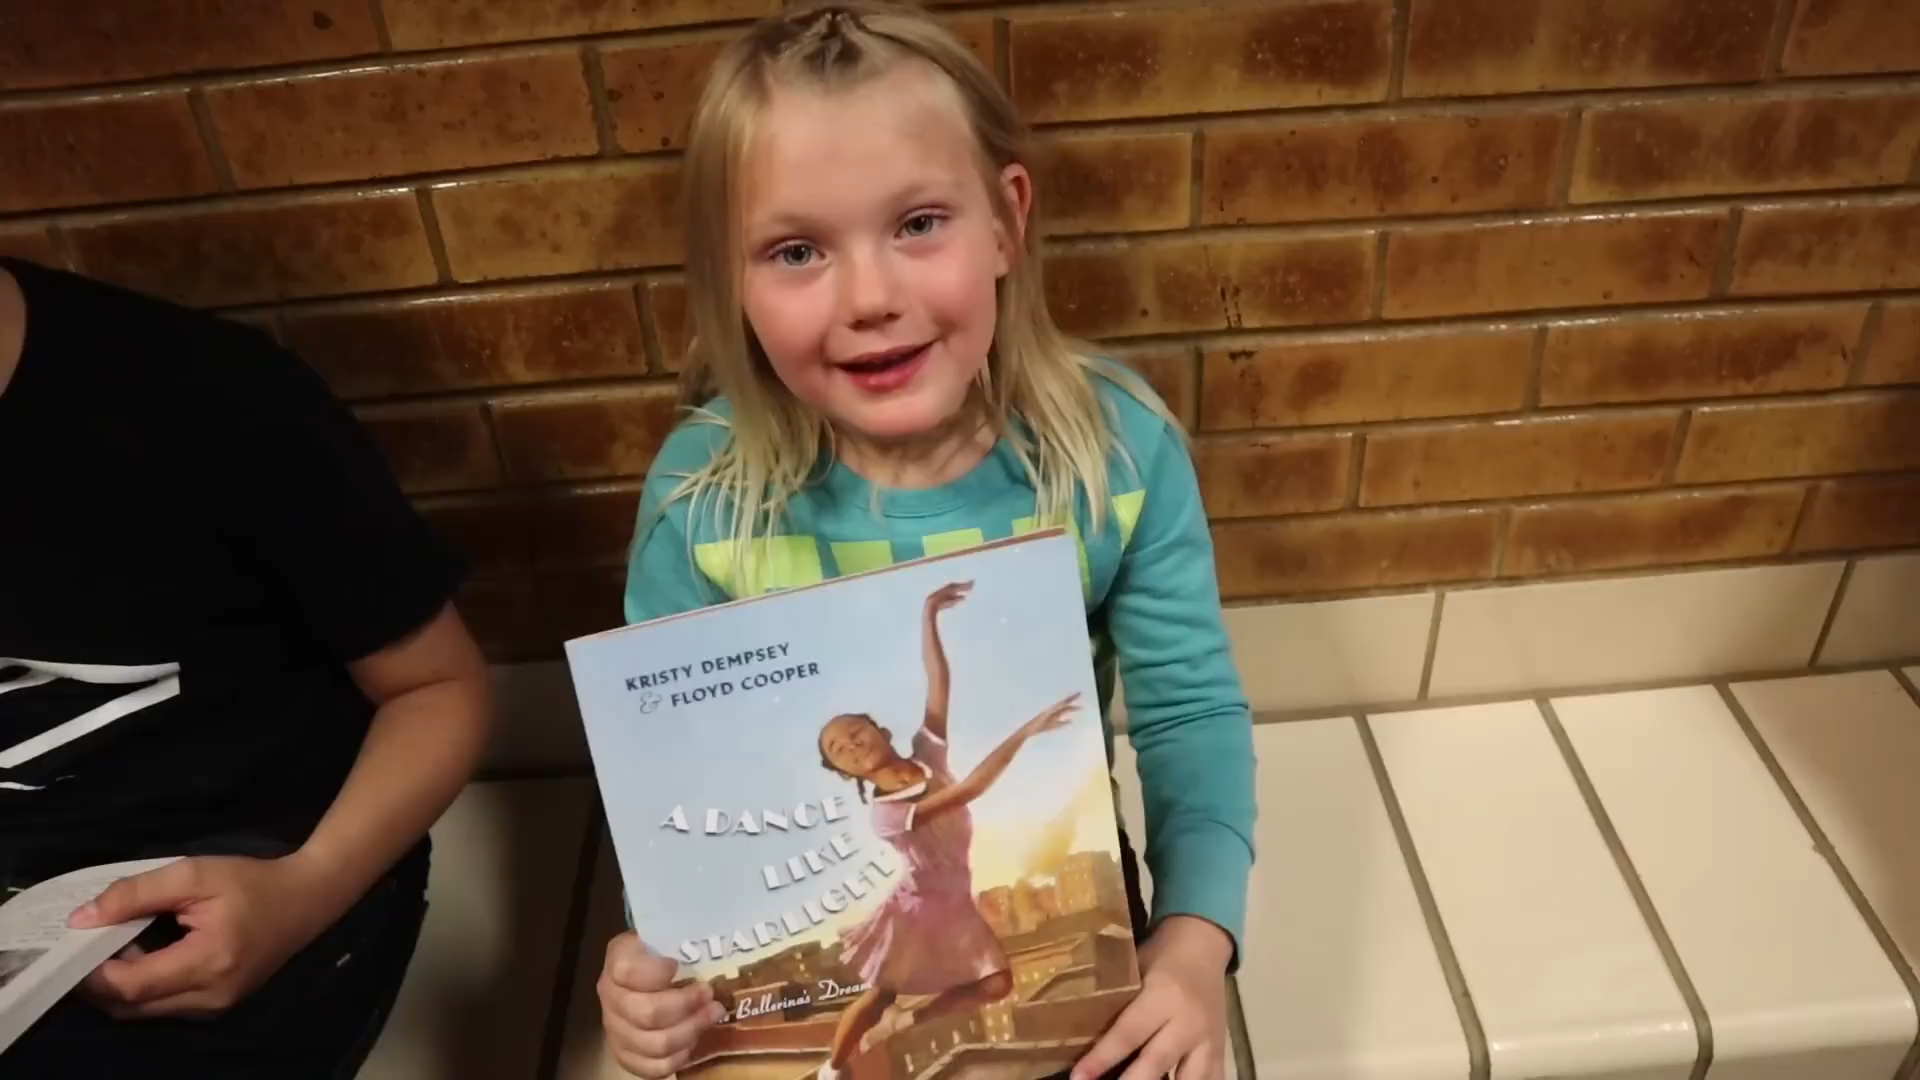 KRISTY DEMPSEY
& FLOYD COOPER
A DANCE
LIKE
STARLIGHT
Ballerina's Dream